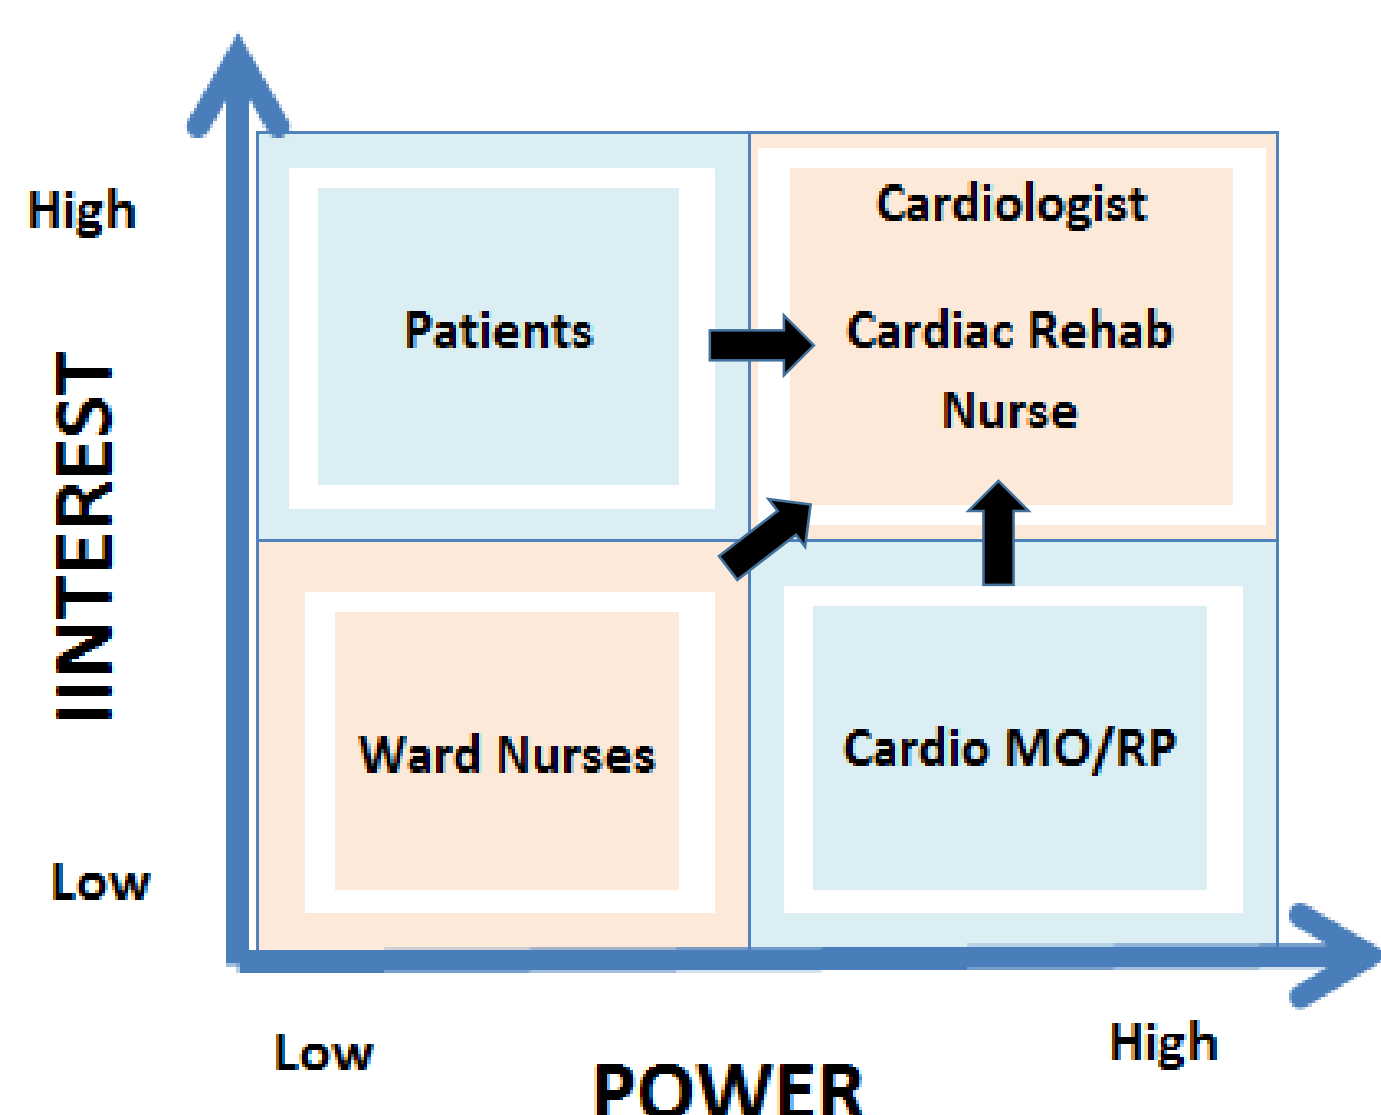 High
Cardiologist
Patients
Cardiac Rehab
Nurse
IINTEREST
Ward Nurses
Cardio MO/RP
Low
Low
High
POWER